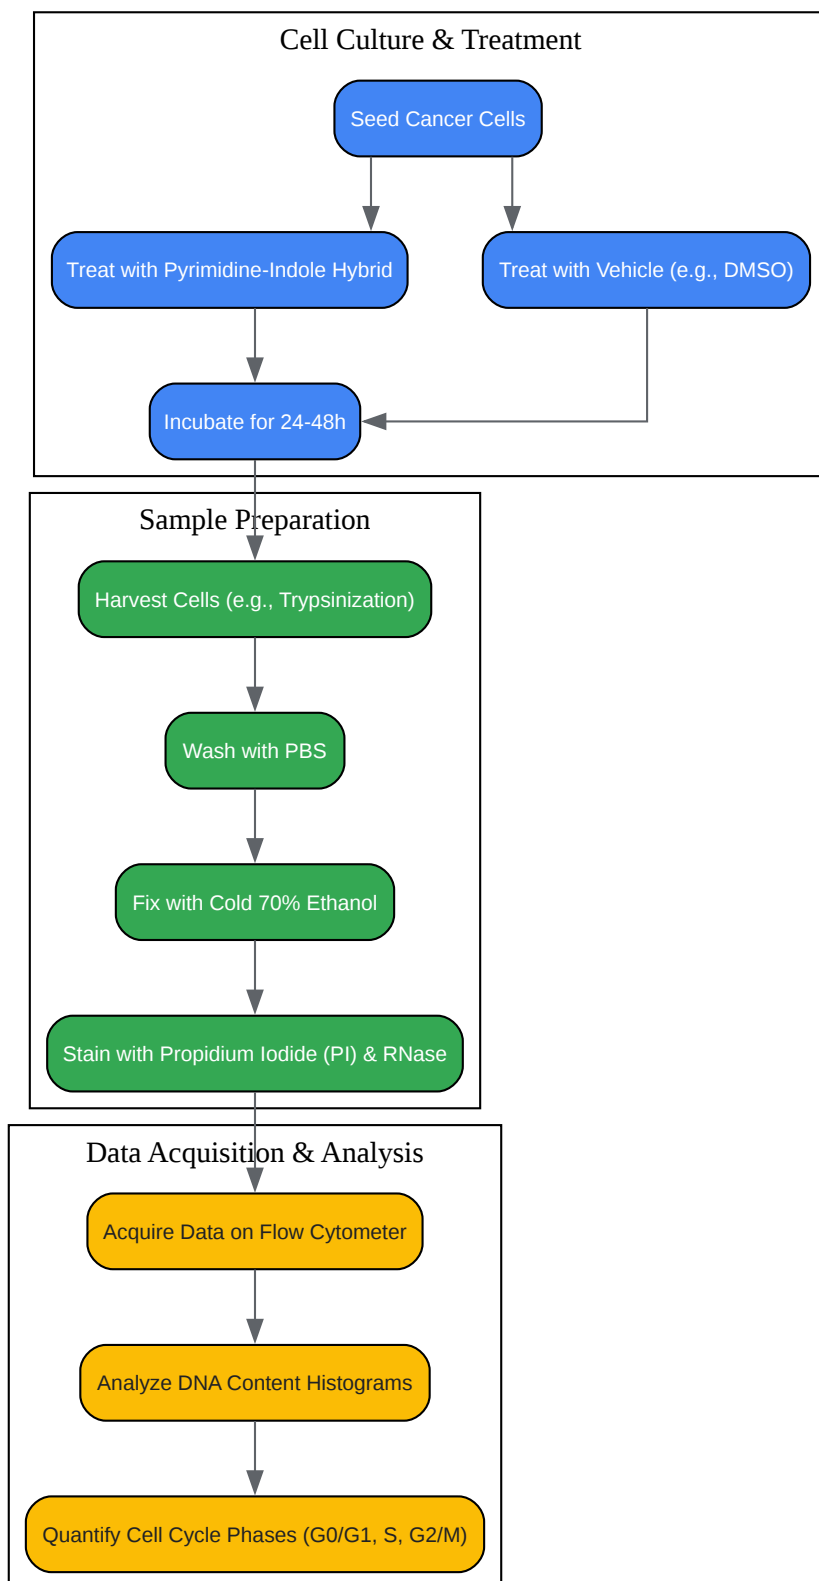 Cell Culture & Treatment
Seed Cancer Cells
Treat with Pyrimidine-Indole Hybrid
Treat with Vehicle (e.g., DMSO)
Incubate for 24-48h
Sample Preparation
Harvest Cells (e.g., Trypsinization)
Wash with PBS
Fix with Cold 70% Ethanol
Stain with Propidium Iodide (PI) & RNase
Data Acquisition & Analysis
Acquire Data on Flow Cytometer
Analyze DNA Content Histograms
Quantify Cell Cycle Phases (G0/G1, S, G2/M)